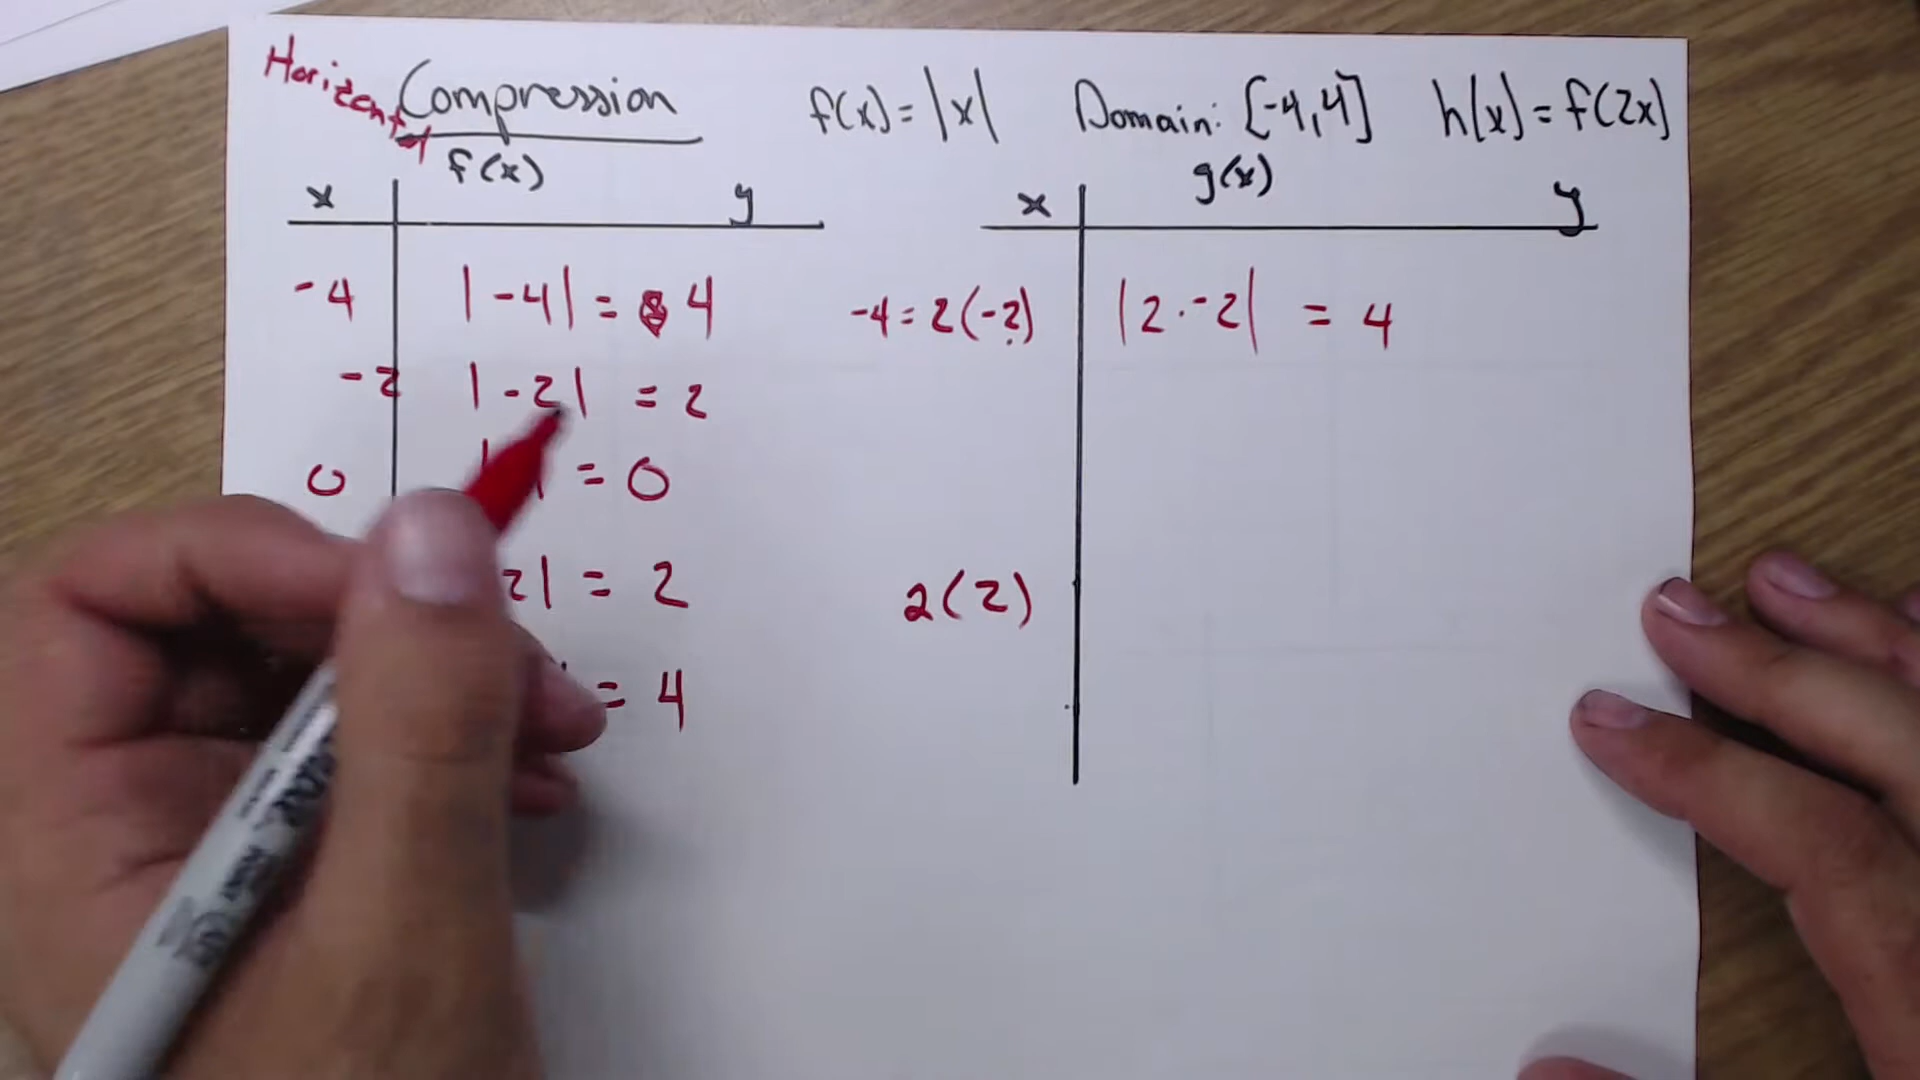 Horizontal Compression f(x) = |x| Domain: [-4,4] h(x) = f(2x)
f(x) g(x)
x y x y
-4 |-4| = 4 -4 = 2(-2) |2·-2| = 4
-2 |-2| = 2
0 = 0
2| = 2 2(2)
= 4